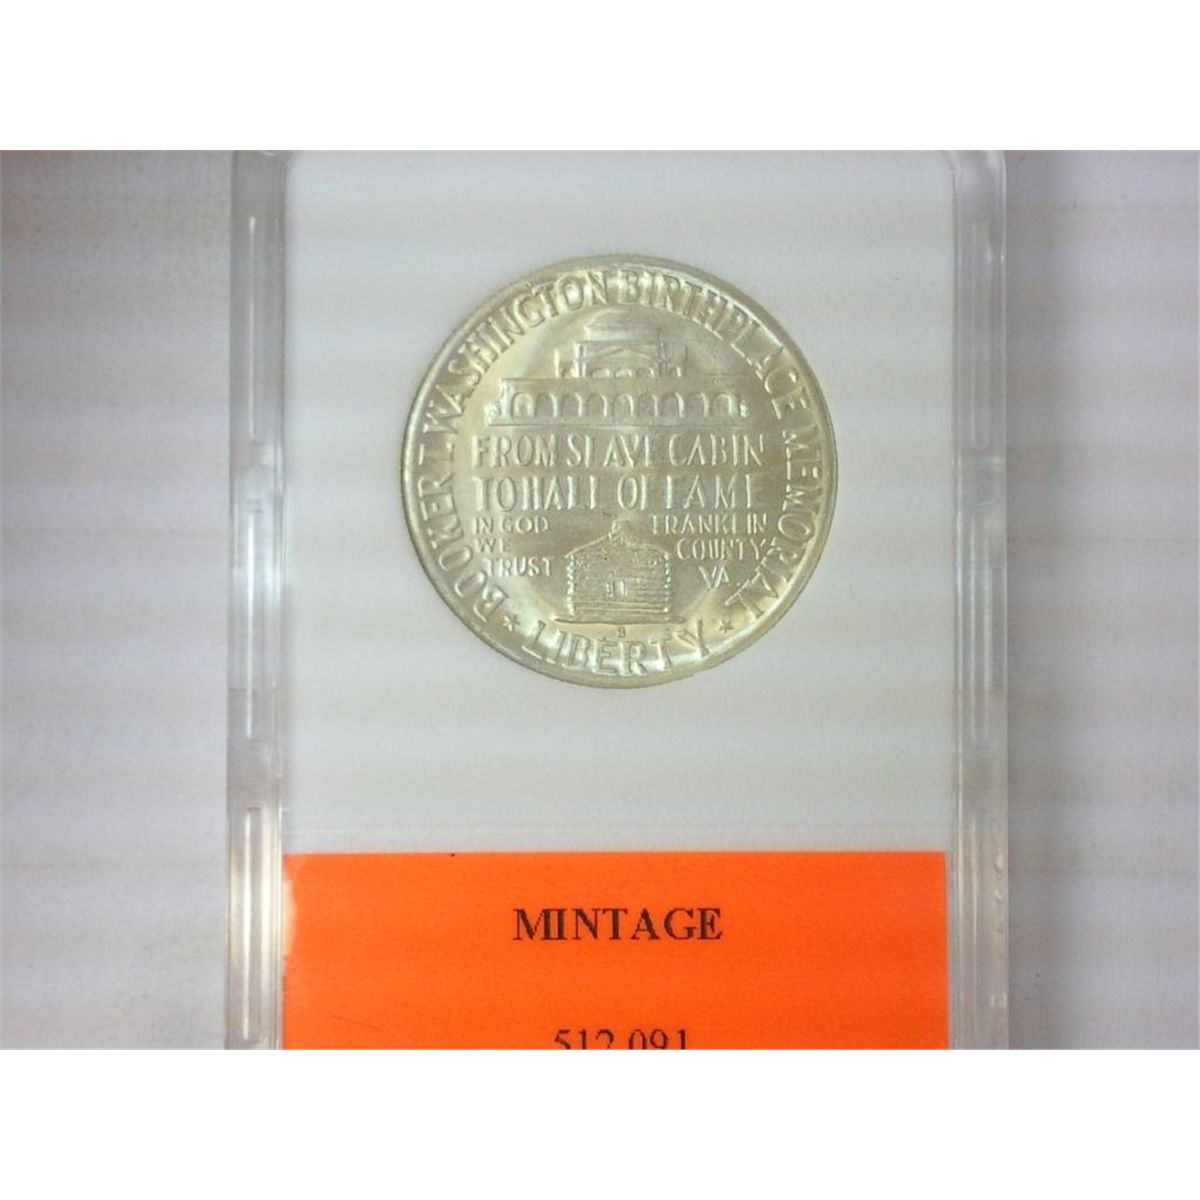 BOOKER T. WASHINGTON BIRTHPLACE MEMORIAL
FROM SLAVE CABIN
TO HALL OF FAME
IN GOD
WE
TRUST
FRANKLIN
COUNTY
VA.
S
* LIBERTY *
MINTAGE
512,091